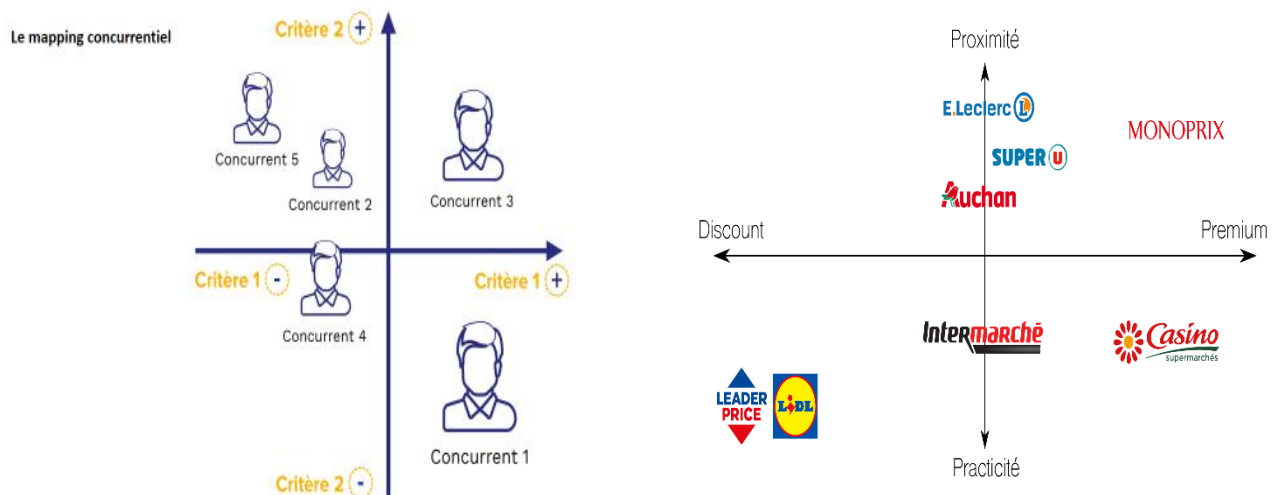 Le mapping concurrentiel
Critère 2 +
Concurrent 5
Concurrent 2
Concurrent 3
Critère 1 -
Critère 1 +
Concurrent 4
Concurrent 1
Critère 2 -
Proximité
E.Leclerc L
MONOPRIX
SUPER U
Auchan
Discount
Premium
Intermarché
Casino
supermarchés
LEADER
PRICE
LIDL
Practicité